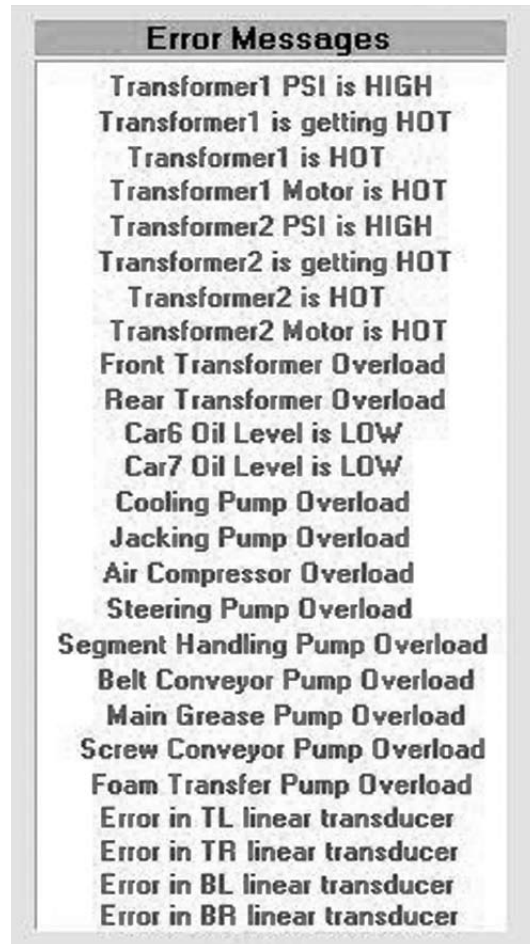 Error Messages
Transformer1 PSI is HIGH
Transformer1 is getting HOT
Transformer1 is HOT
Transformer1 Motor is HOT
Transformer2 PSI is HIGH
Transformer2 is getting HOT
Transformer2 is HOT
Transformer2 Motor is HOT
Front Transformer Overload
Rear Transformer Overload
Car6 Oil Level is LOW
Car7 Oil Level is LOW
Cooling Pump Overload
Jacking Pump Overload
Air Compressor Overload
Steering Pump Overload
Segment Handling Pump Overload
Belt Conveyor Pump Overload
Main Grease Pump Overload
Screw Conveyor Pump Overload
Foam Transfer Pump Overload
Error in TL linear transducer
Error in TR linear transducer
Error in BL linear transducer
Error in BR linear transducer